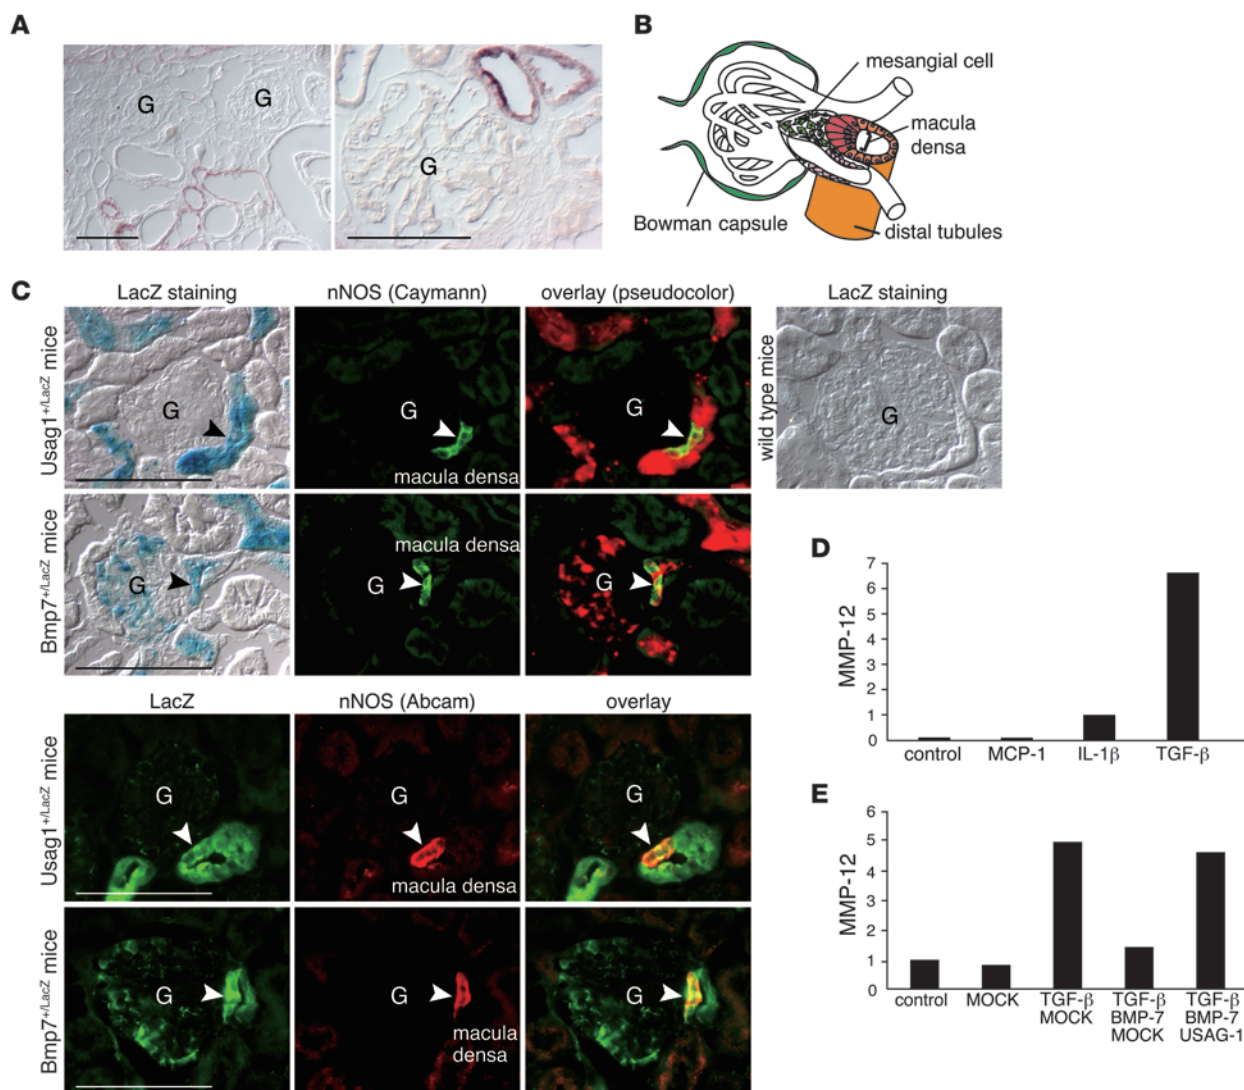 A
G
G
G
B
mesangial cell
macula
densa
Bowman capsule
distal tubules
C
LacZ staining
nNOS (Caymann)
overlay (pseudocolor)
LacZ staining
Usag1+/LacZ mice
G
G
macula densa
G
wild type mice
G
Bmp7+/LacZ mice
G
macula densa
G
G
LacZ
nNOS (Abcam)
overlay
Usag1+/LacZ mice
G
G
macula densa
G
Bmp7+/LacZ mice
G
G
macula
densa
G
D
MMP-12
7
6
5
4
3
2
1
0
control
MCP-1
IL-1β
TGF-β
E
MMP-12
6
5
4
3
2
1
0
control
MOCK
TGF-β
MOCK
TGF-β
BMP-7
MOCK
TGF-β
BMP-7
USAG-1